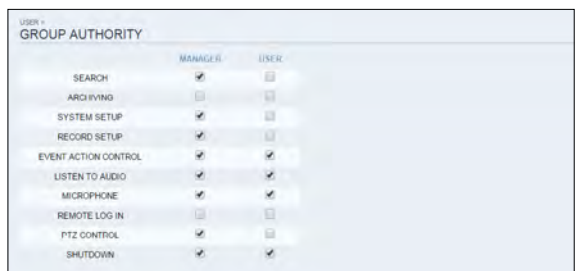 USER »
GROUP AUTHORITY
MANAGER USER
SEARCH
ARCHIVING
SYSTEM SETUP
RECORD SETUP
EVENT ACTION CONTROL
LISTEN TO AUDIO
MICROPHONE
REMOTE LOG IN
PTZ CONTROL
SHUTDOWN